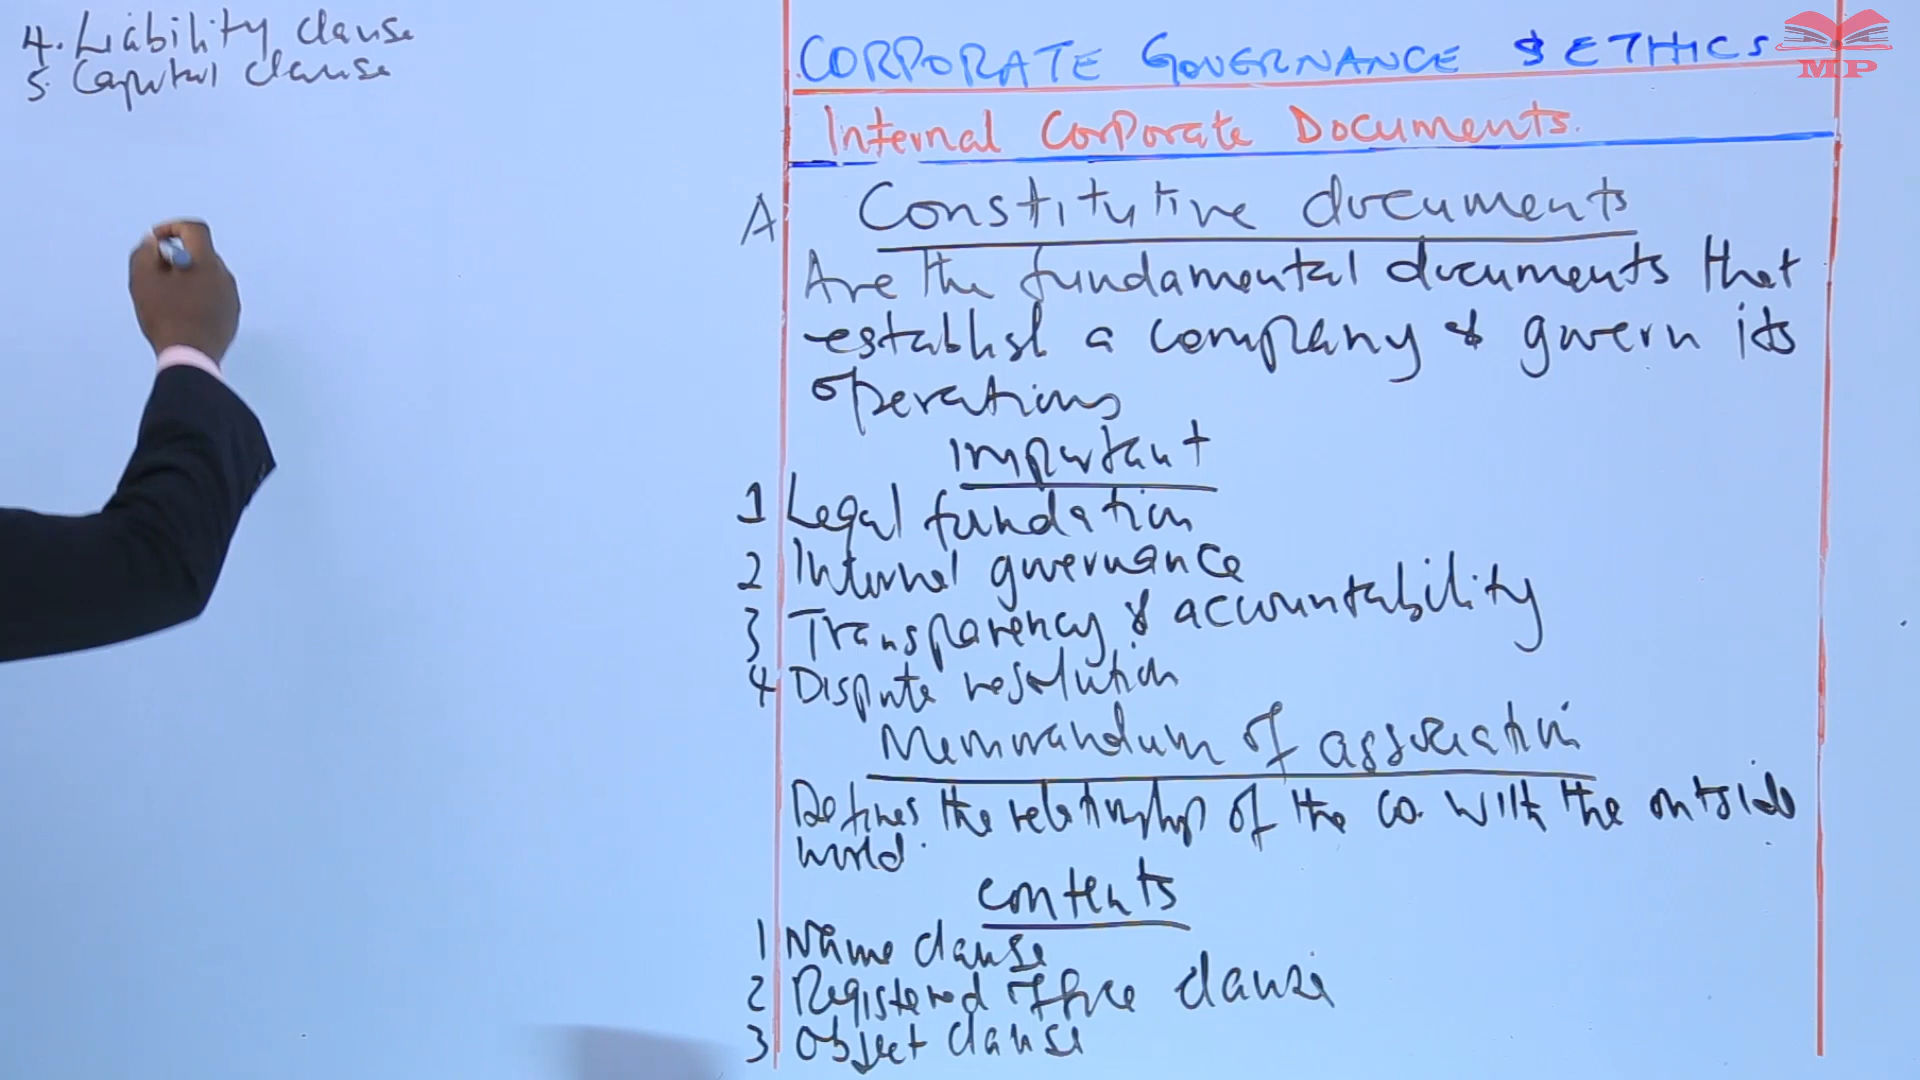 CORPORATE GOVERNANCE & ETHICS
MP
Internal Corporate Documents.
A Constitutive documents
Are the fundamental documents that
establish a company & govern its
operations
Important
1 Legal fundation
2 Internal governance
3 Transparency & accountability
4 Dispute resolution
Memorandum of association
Defines the relationship of the co. with the outside
world.
contents
1 Name clause
2 Registered office clause
3 Object clause
4. Liability clause
5. Capital clause